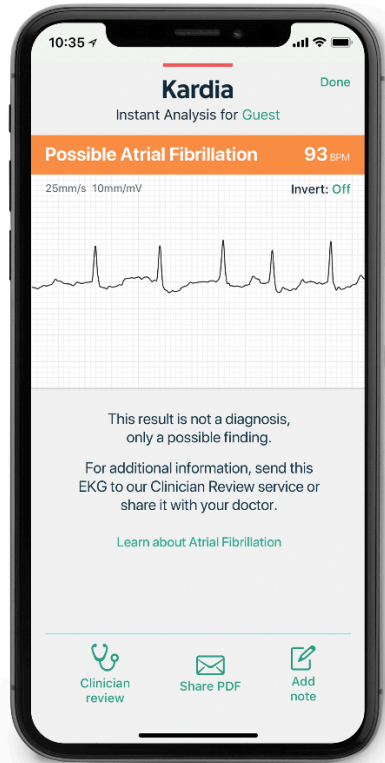 10:35
Kardia
Done
Instant Analysis for Guest
Possible Atrial Fibrillation 93 BPM
25mm/s 10mm/mV Invert: Off
This result is not a diagnosis,
only a possible finding.
For additional information, send this
EKG to our Clinician Review service or
share it with your doctor.
Learn about Atrial Fibrillation
Clinician
review
Share PDF
Add
note